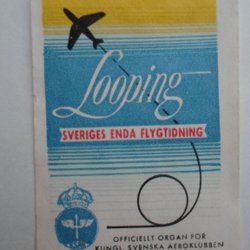 Looping
SVERIGES ENDA FLYGTIDNING
OFFICIELLT ORGAN FÖR
KUNGL. SVENSKA AEROKLUBBEN